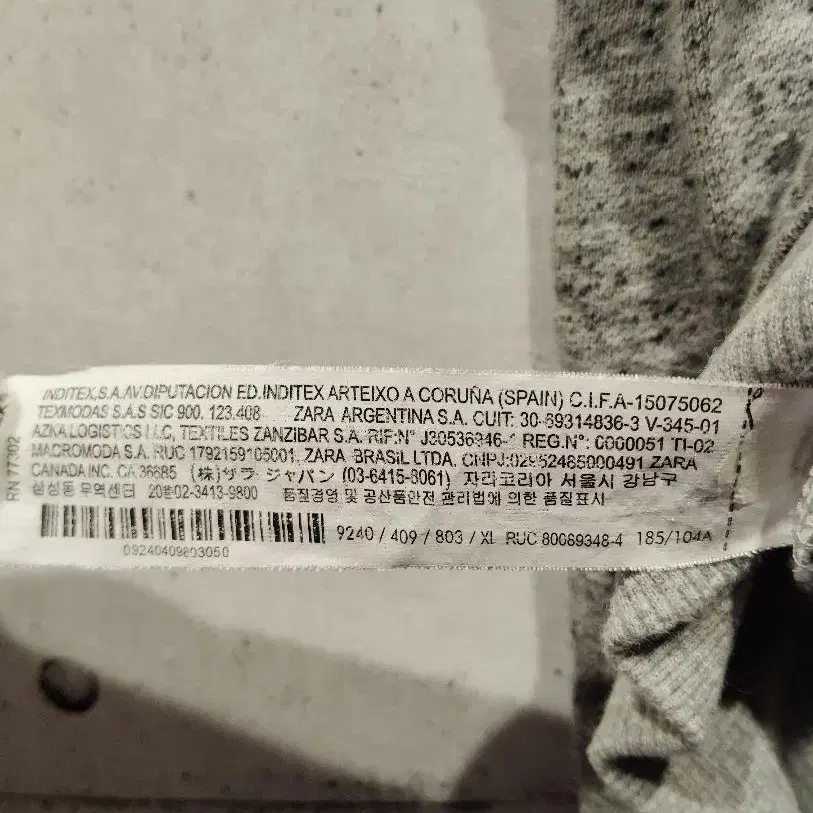 INDITEX,S.A.AV.DIPUTACION ED.INDITEX ARTEIXO A CORUÑA (SPAIN) C.I.F.A-15075062
TEXMODAS S.A.S SIC 900. 123.408 ZARA ARGENTINA S.A. CUIT: 30-69314836-3 V-345-01
AZKA LOGISTICS LLC, TEXTILES ZANZIBAR S.A. RIF:N° REG.N°: 0000051 TI-02
MACROMODA S.A. RUC 1792159105001. ZARA BRASIL LTDA. CNPJ:02952485000491 ZARA
CANADA INC. CA 36685 (株)ザラ ジャパン (03-6415-8061) 자라코리아 서울시 강남구
삼성동 무역센터 20층02-3413-9800 품질경영 및 공산품안전 관리법에 의한 품질표시
9240 / 409 / 803 / XL RUC 80069348-4 185/104A
09240409803050
RN 77302